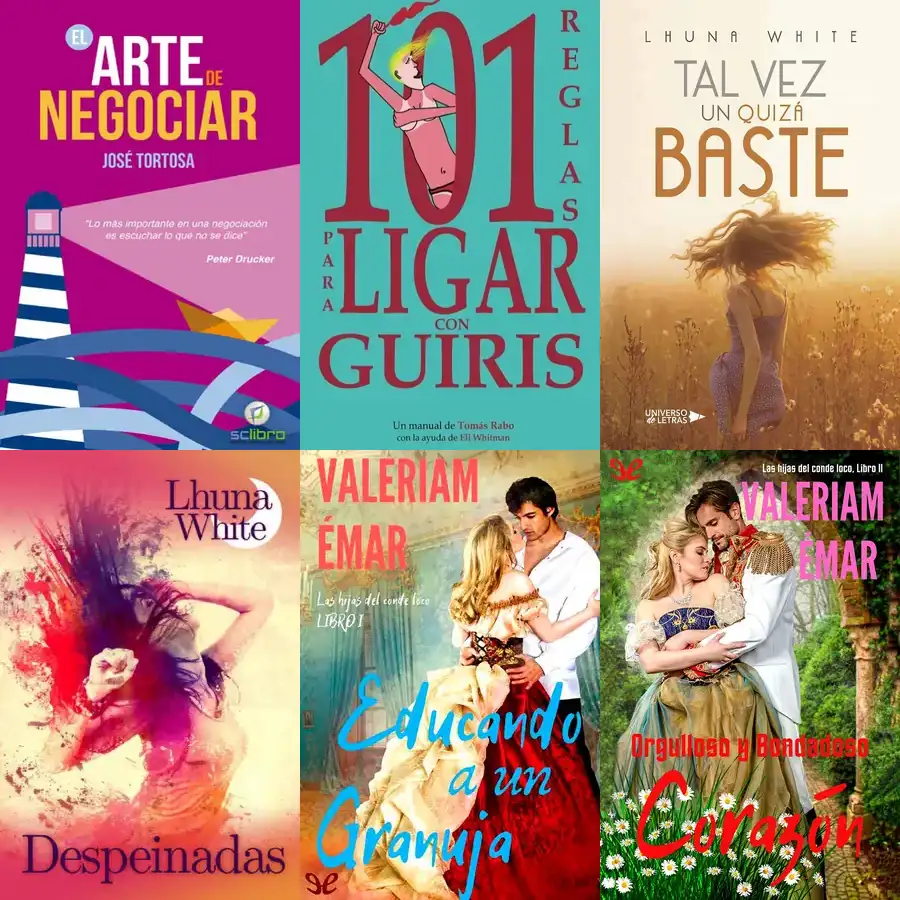 EL
ARTE DE
NEGOCIAR
JOSÉ TORTOSA
"Lo más importante en una negociación
es escuchar lo que no se dice"
Peter Drucker
sclibro
101
REGLAS
PARA
LIGAR
CON
GUIRIS
Un manual de Tomás Rabo
con la ayuda de Eli Whitman
LHUNA WHITE
TAL VEZ
UN QUIZÁ
BASTE
UNIVERSO
de LETRAS
Lhuna
White
Despeinadas
VALERIAM
ÉMAR
Las hijas del conde loco
LIBRO I
Educando
a un
Granuja
Las hijas del conde loco, Libro II
VALERIAM
ÉMAR
Orgulloso y Bondadoso
Corazón